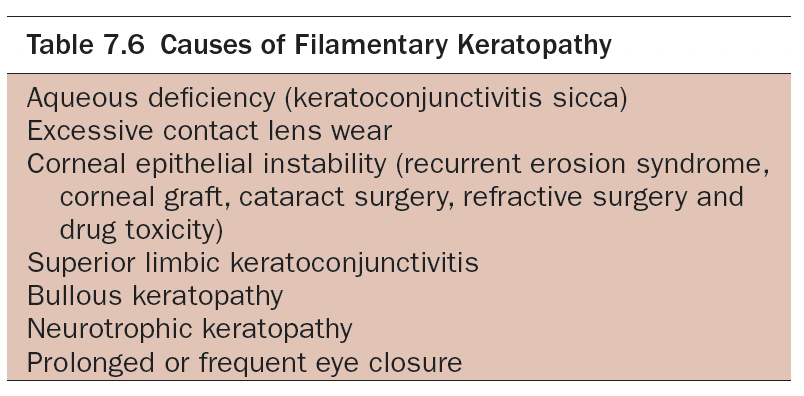 Table 7.6 Causes of Filamentary Keratopathy
Aqueous deficiency (keratoconjunctivitis sicca)
Excessive contact lens wear
Corneal epithelial instability (recurrent erosion syndrome,
corneal graft, cataract surgery, refractive surgery and
drug toxicity)
Superior limbic keratoconjunctivitis
Bullous keratopathy
Neurotrophic keratopathy
Prolonged or frequent eye closure